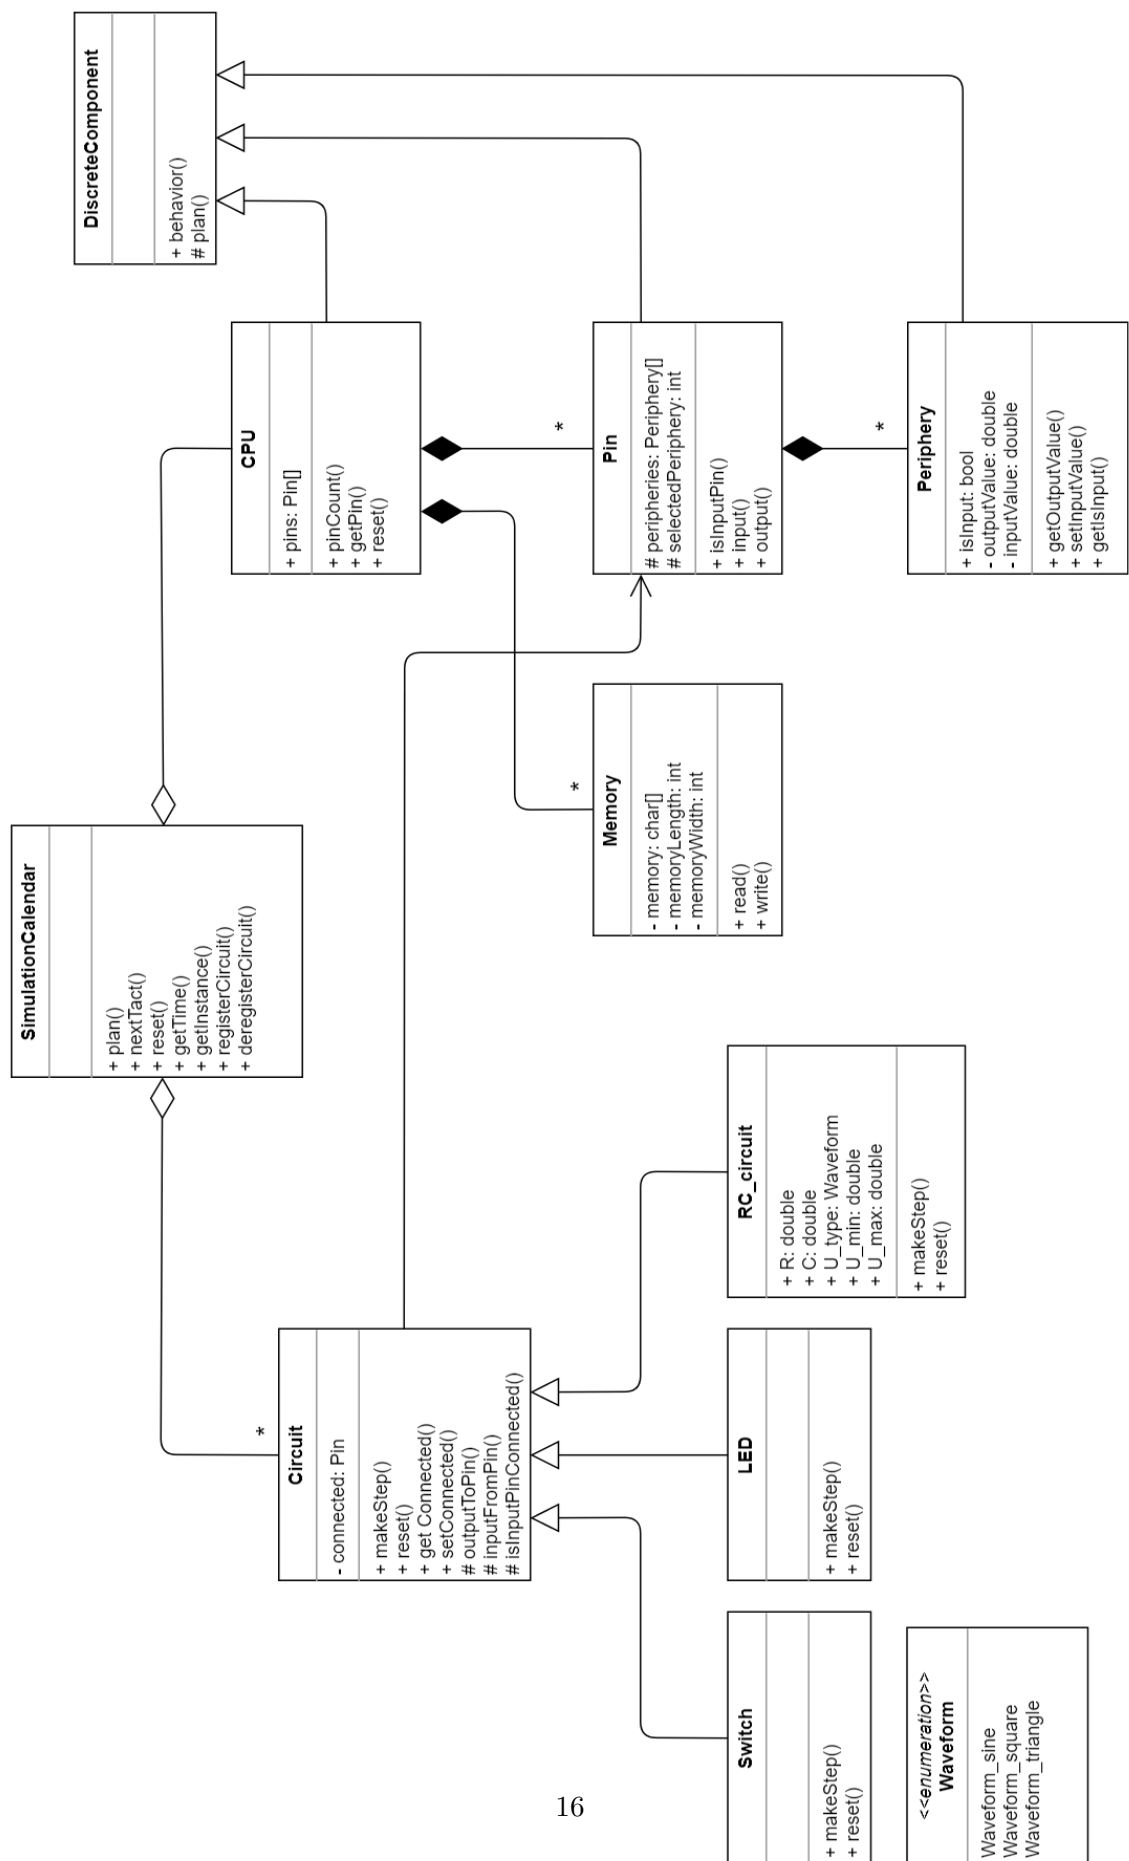 DiscreteComponent
+ behavior()
# plan()
SimulationCalendar
+ plan()
+ nextTact()
+ reset()
+ getTime()
+ getInstance()
+ registerCircuit()
+ deregisterCircuit()
CPU
+ pins: Pin[]
+ pinCount()
+ getPin()
+ reset()
*
Pin
# peripheries: Periphery[]
# selectedPeriphery: int
+ isInputPin()
+ input()
+ output()
*
Periphery
+ isInput: bool
- outputValue: double
- inputValue: double
+ getOutputValue()
+ setInputValue()
+ getIsInput()
*
Memory
- memory: char[]
- memoryLength: int
- memoryWidth: int
+ read()
+ write()
*
Circuit
- connected: Pin
+ makeStep()
+ reset()
+ get Connected()
+ setConnected()
# outputToPin()
# inputFromPin()
# isInputPinConnected()
RC_circuit
+ R: double
+ C: double
+ U_type: Waveform
+ U_min: double
+ U_max: double
+ makeStep()
+ reset()
LED
+ makeStep()
+ reset()
Switch
+ makeStep()
+ reset()
<<enumeration>>
Waveform
Waveform_sine
Waveform_square
Waveform_triangle
16